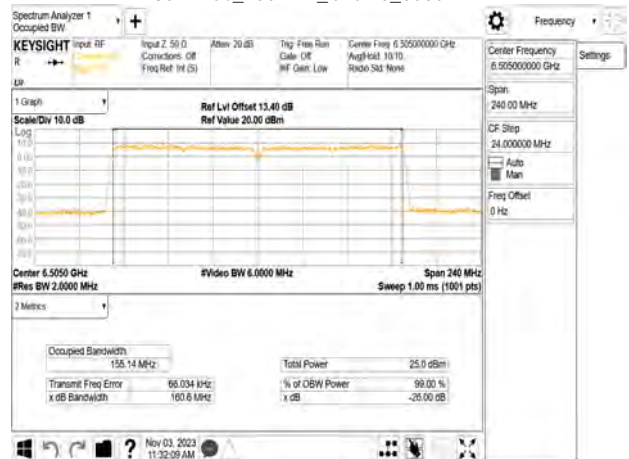 Spectrum Analyzer 1
Occupied BW
Frequency
KEYSIGHT
Input: RF
R
Input Z: 50 Ω
Corrections: Off
Freq Ref: Int (S)
Atten: 20 dB
Trig: Free Run
Gate: Off
#IF Gain: Low
Center Freq: 6.505000000 GHz
Avg|Hold: 10/10
Radio Std: None
Center Frequency
6.505000000 GHz
Settings
Span
240.00 MHz
CF Step
24.000000 MHz
Auto
Man
Freq Offset
0 Hz
1 Graph
Scale/Div 10.0 dB
Ref Lvl Offset 13.40 dB
Ref Value 20.00 dBm
Log
10.0
0.00
Center 6.5050 GHz
#Res BW 2.0000 MHz
#Video BW 6.0000 MHz
Span 240 MHz
Sweep 1.00 ms (1001 pts)
2 Metrics
Occupied Bandwidth
155.14 MHz
Total Power
25.0 dBm
Transmit Freq Error
66.034 kHz
% of OBW Power
99.00 %
x dB Bandwidth
160.6 MHz
x dB
-26.00 dB
Nov 03, 2023
11:32:09 AM